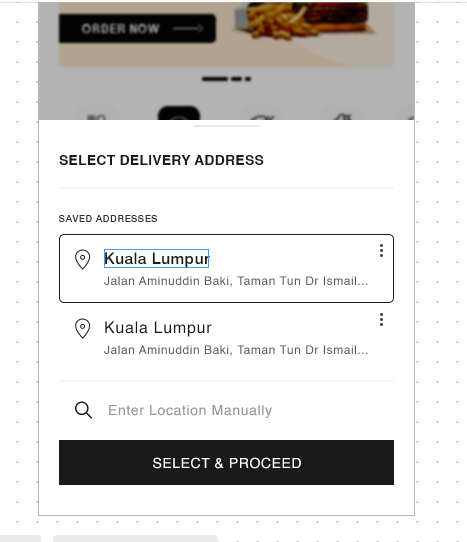 ORDER NOW
SELECT DELIVERY ADDRESS
SAVED ADDRESSES
Kuala Lumpur
Jalan Aminuddin Baki, Taman Tun Dr Ismail...
Kuala Lumpur
Jalan Aminuddin Baki, Taman Tun Dr Ismail...
Enter Location Manually
SELECT & PROCEED